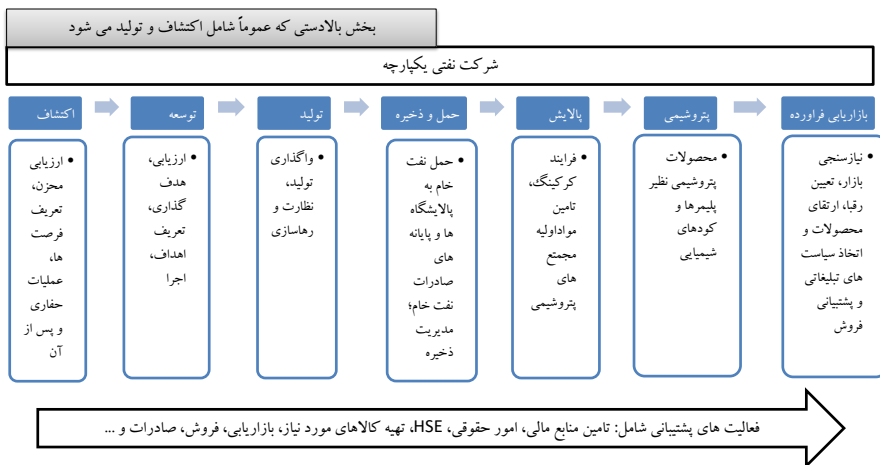 بخش بالادستی که عموماً شامل اکتشاف و تولید می شود
شرکت نفتی یکپارچه
اکتشاف
توسعه
تولید
حمل و ذخیره
پالایش
پتروشیمی
بازاریابی فراورده
• ارزیابی
محزن،
تعریف
فرصت
ها،
عملیات
حفاری
و پس از
آن
• ارزیابی،
هدف
گذاری،
تعریف
اهداف،
اجرا
• واگذاری
تولید،
نظارت و
رهاسازی
• حمل نفت
خام به
پالایشگاه
ها و پایانه
های
صادرات
نفت خام؛
مدیریت
ذخیره
• فرایند
کرکینگ،
تامین
مواداولیه
مجمتع
های
پتروشیمی
• محصولات
پتروشیمی نظیر
پلیمرها و
کودهای
شیمیایی
• نیازسنجی
بازار، تعیین
رقبا، ارتقای
محصولات و
اتخاذ سیاست
های تبلیغاتی
و پشتبیانی
فروش
فعالیت های پشتیبانی شامل: تامین منابع مالی، امور حقوقی، HSE، تهیه کالاهای مورد نیاز، بازاریابی، فروش، صادرات و ...